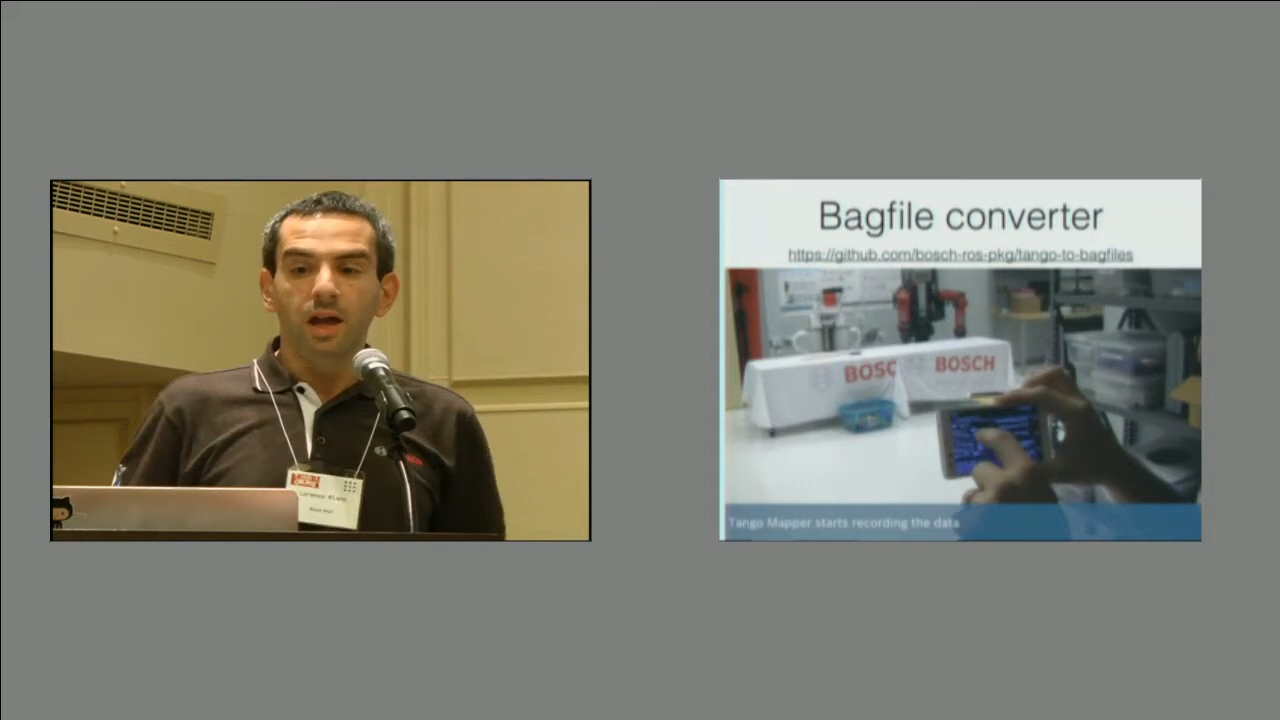 BOSCH
Bagfile converter
https://github.com/bosch-ros-pkg/tango-to-bagfiles
BOSC
BOSCH
Tango Mapper starts recording the data